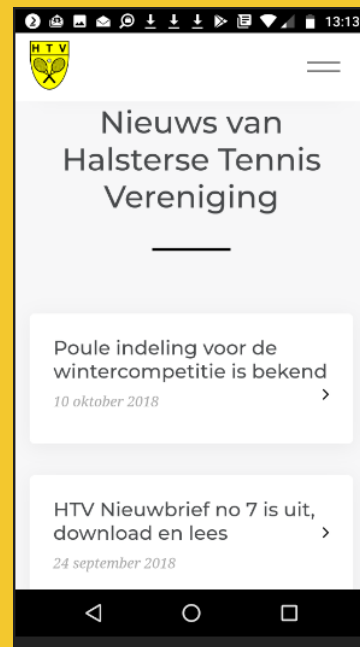 13:13
HTV
Nieuws van
Halsterse Tennis
Vereniging
Poule indeling voor de
wintercompetitie is bekend
10 oktober 2018
HTV Nieuwbrief no 7 is uit,
download en lees
24 september 2018